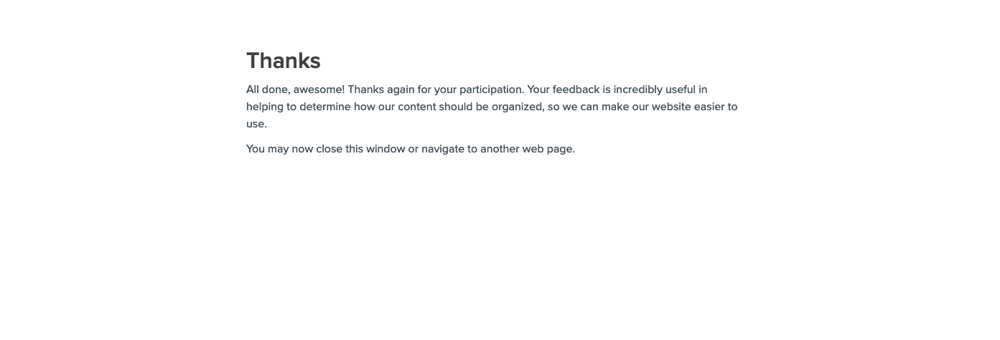 Thanks
All done, awesome! Thanks again for your participation. Your feedback is incredibly useful in
helping to determine how our content should be organized, so we can make our website easier to
use.
You may now close this window or navigate to another web page.